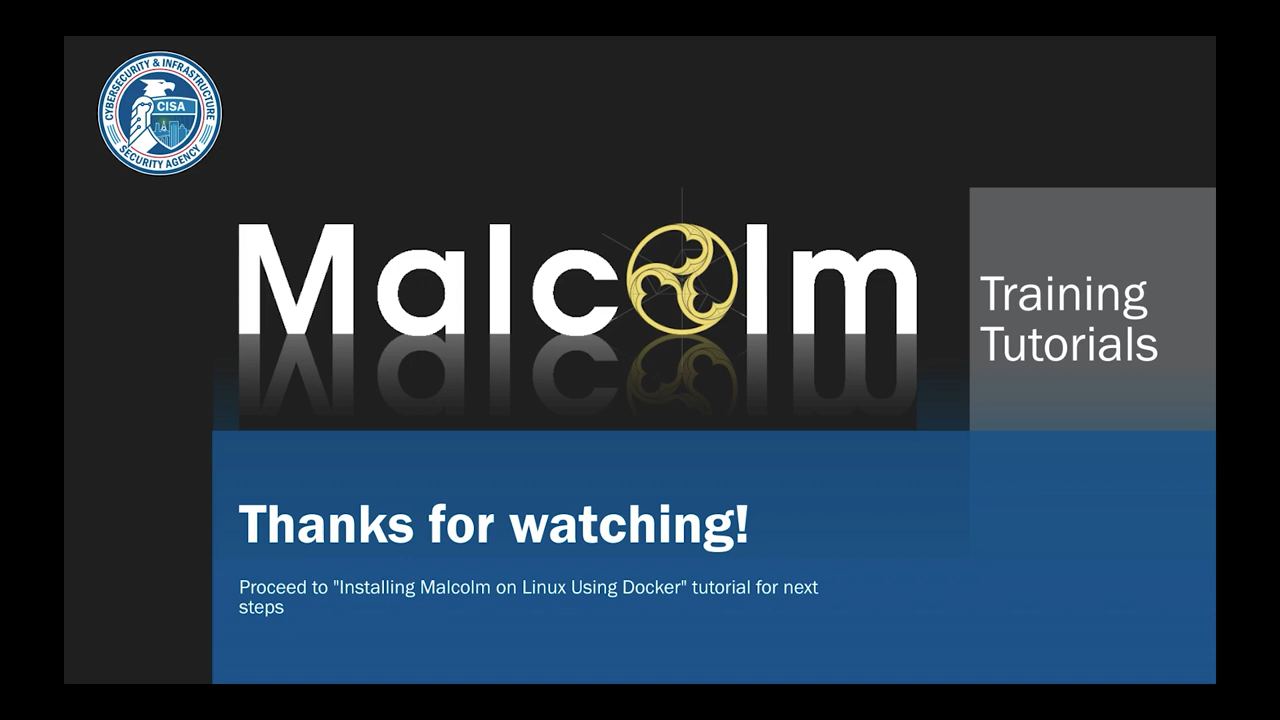 CYBERSECURITY & INFRASTRUCTURE
CISA
SECURITY AGENCY
Malcolm
Training
Tutorials
Thanks for watching!
Proceed to "Installing Malcolm on Linux Using Docker" tutorial for next
steps